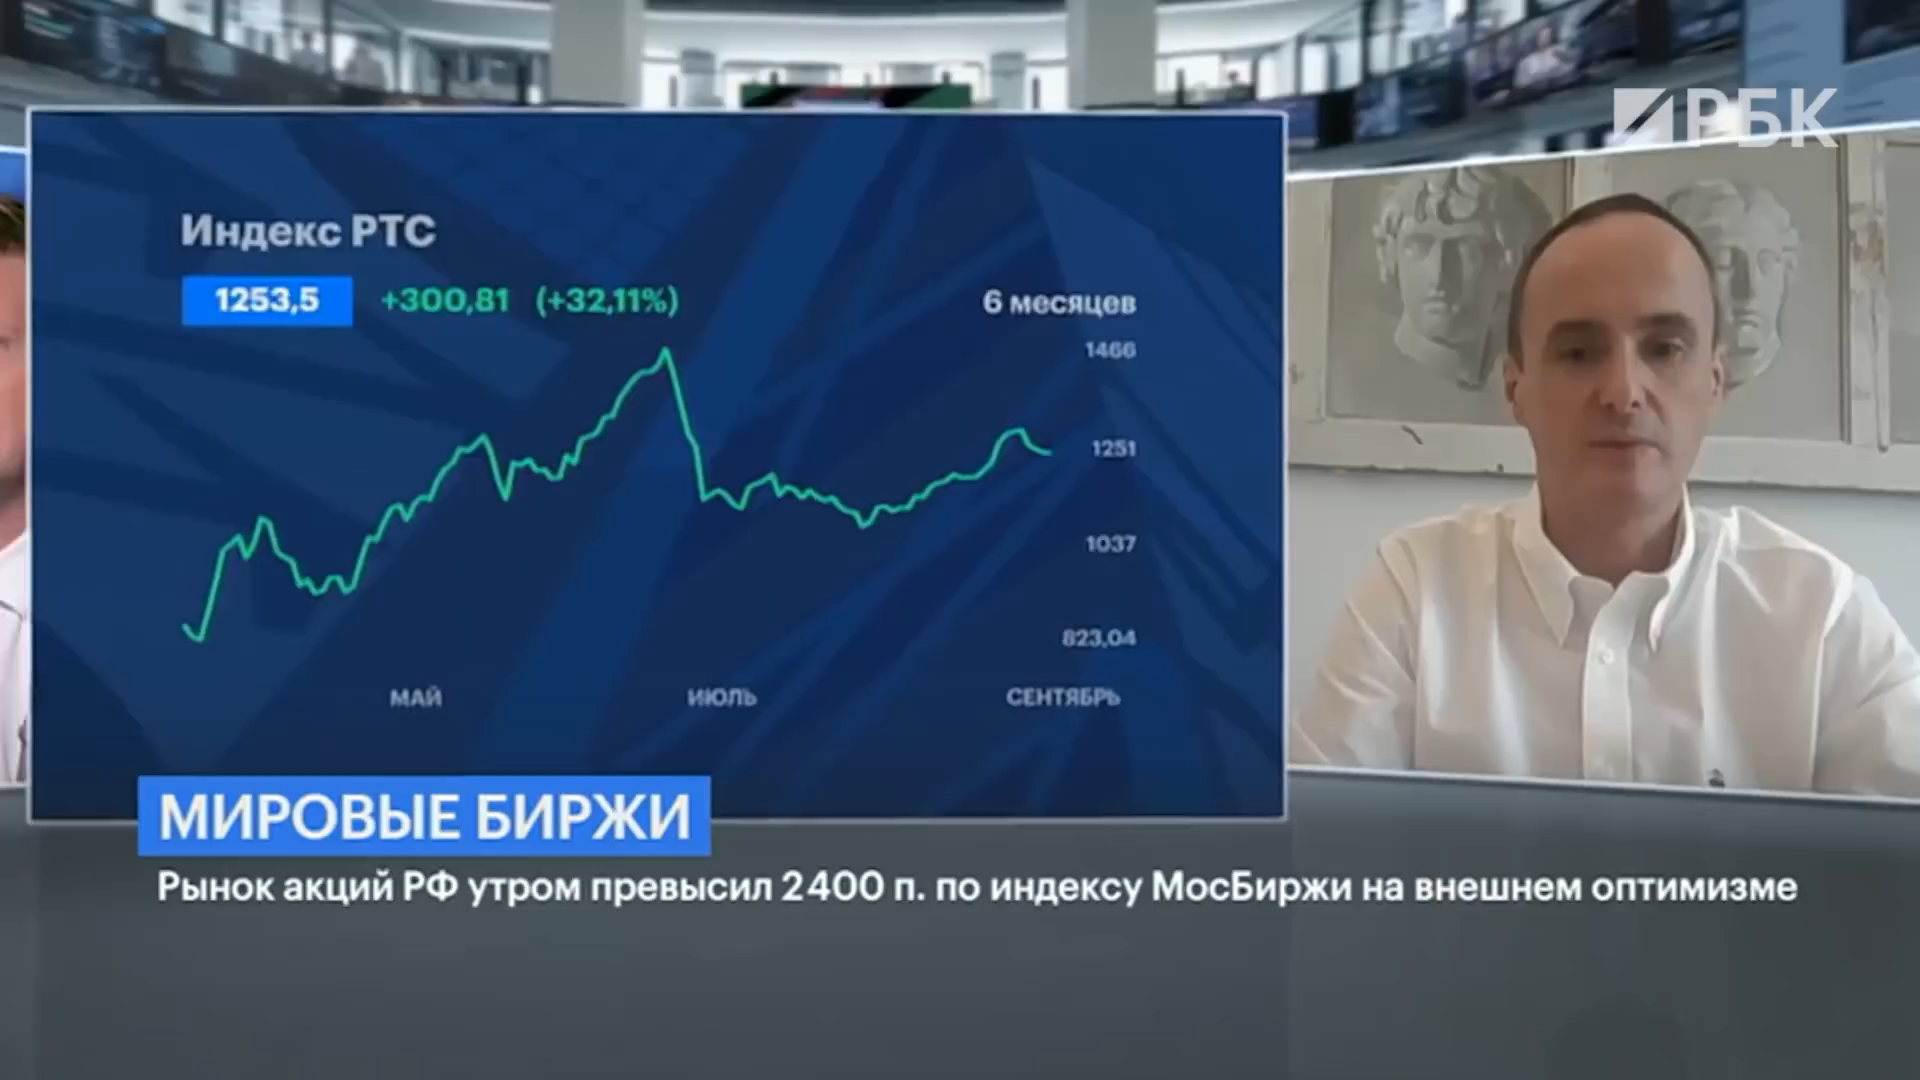 РБК
Индекс РТС
1253,5 +300,81 (+32,11%) 6 месяцев
1466
1251
1037
823,04
МАЙ ИЮЛЬ СЕНТЯБРЬ
МИРОВЫЕ БИРЖИ
Рынок акций РФ утром превысил 2400 п. по индексу МосБиржи на внешнем оптимизме